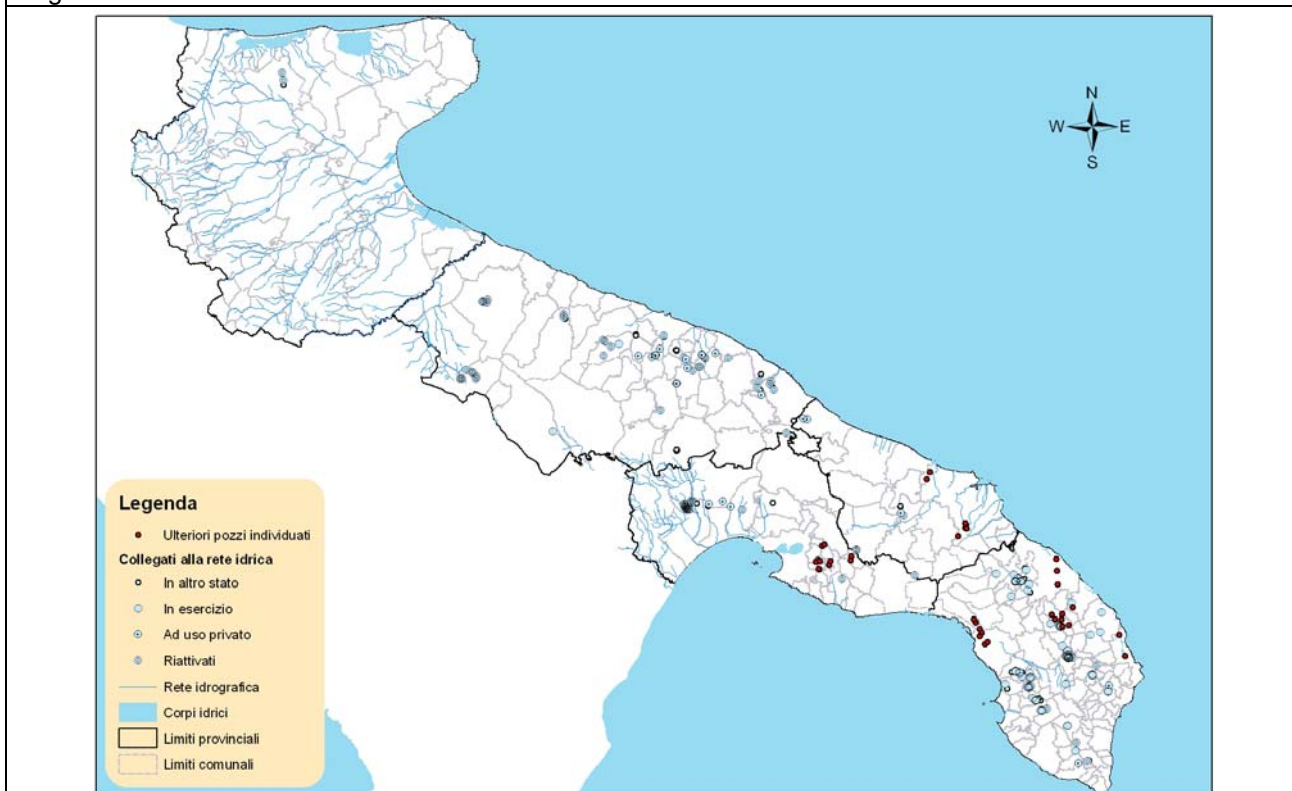 N
W E
S
Legenda
Ulteriori pozzi individuati
Collegati alla rete idrica
In altro stato
In esercizio
Ad uso privato
Riattivati
Rete idrografica
Corpi idrici
Limiti provinciali
Limiti comunali